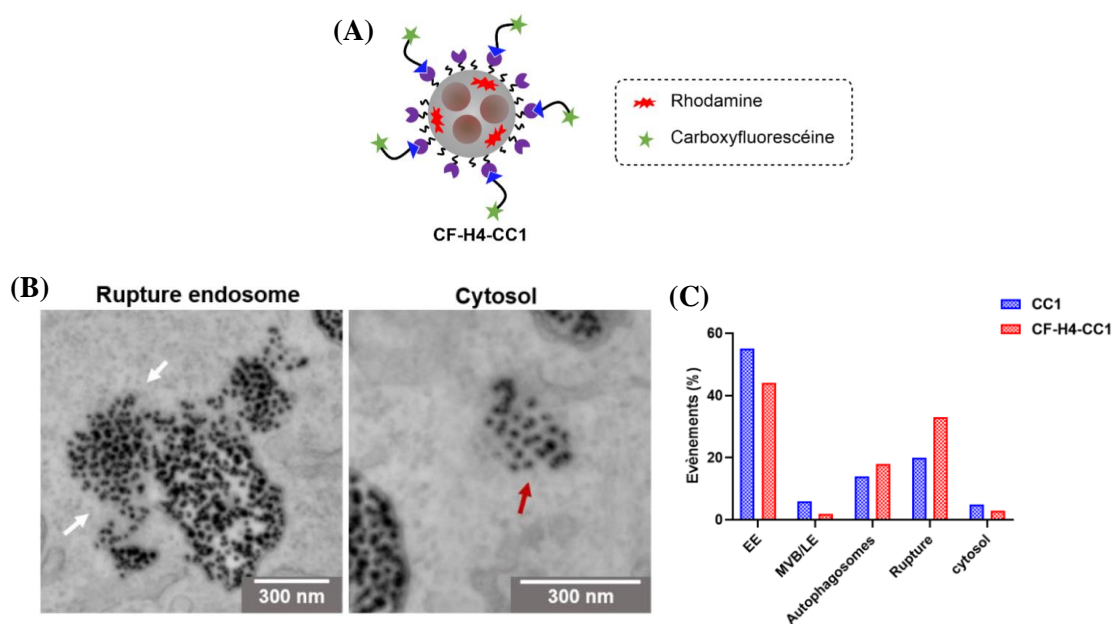 (A)
Rhodamine
Carboxyfluorescéine
CF-H4-CC1
(B)
Rupture endosome
Cytosol
300 nm
300 nm
(C)
CC1
CF-H4-CC1
Evènements (%)
60
40
20
0
EE
MVB/LE
Autophagosomes
Rupture
cytosol